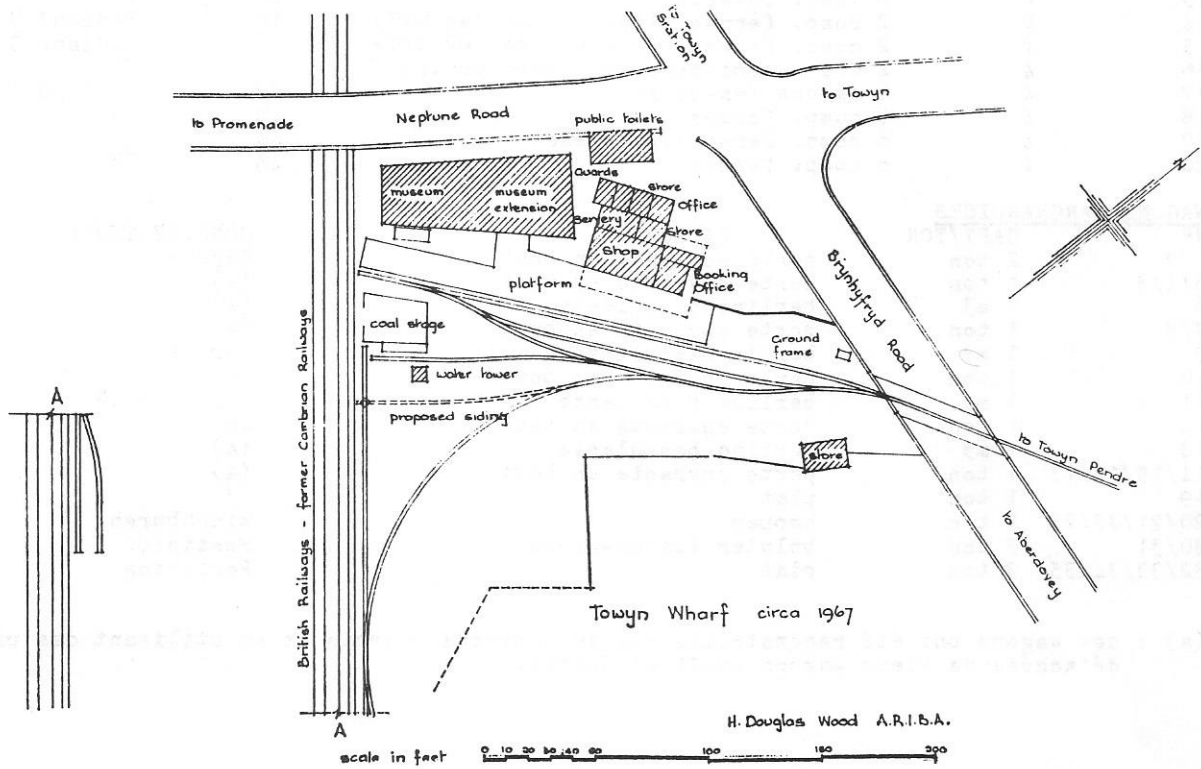 Ty Towyn
Station
to Towyn
Neptune Road
to Promenade
public toilets
Guards
museum
museum
extension
Store
Office
Servery
Store
Shop
Booking
Office
platform
Brynhyfryd Road
N
coal stage
Ground
frame
water tower
proposed siding
British Railways - former Cambrian Railways
A
A
store
to Towyn Pendre
to Aberdovey
Towyn Wharf circa 1967
H. Douglas Wood A.R.I.B.A.
scale in feet 0 10 20 30 40 50 100 150 200